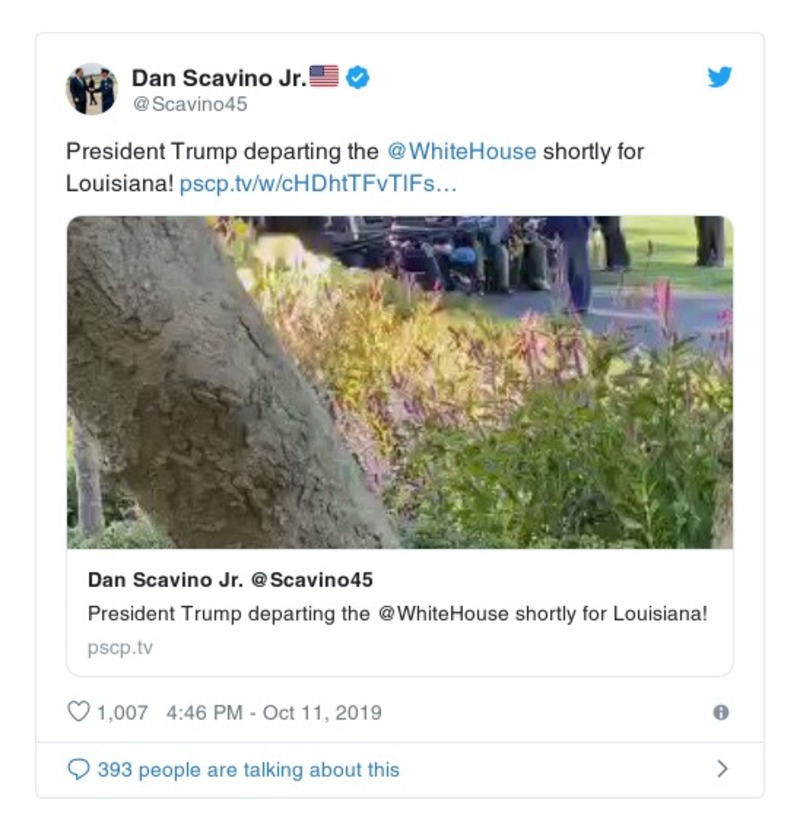 Dan Scavino Jr.🇺🇸
@Scavino45
President Trump departing the @WhiteHouse shortly for
Louisiana! pscp.tv/w/cHDhtTFvTlFs…
Dan Scavino Jr. @Scavino45
President Trump departing the @WhiteHouse shortly for Louisiana!
pscp.tv
1,007 4:46 PM - Oct 11, 2019
393 people are talking about this